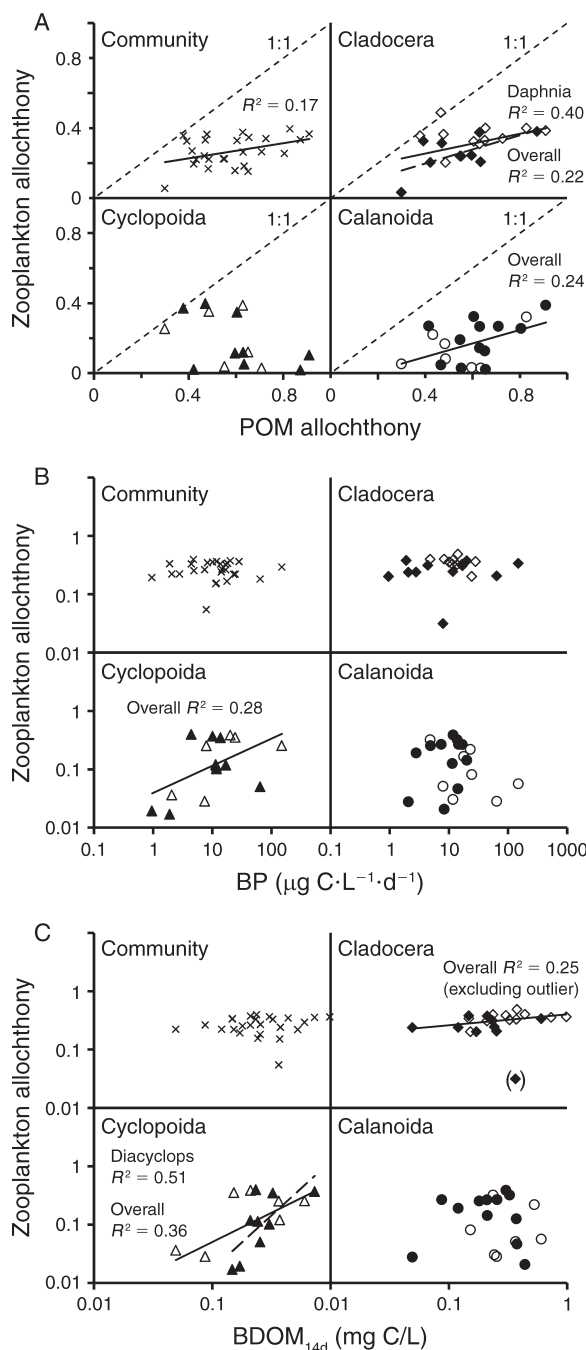 A
Community
1:1
Cladocera
1:1
R² = 0.17
Daphnia
R² = 0.40
Overall
R² = 0.22
Cyclopoida
1:1
Calanoida
1:1
Overall
R² = 0.24
0.8
0.4
0
0.8
0.4
0
0
0.4
0.8
0
0.4
0.8
Zooplankton allochthony
POM allochthony
B
Community
Cladocera
Cyclopoida
Calanoida
Overall R² = 0.28
10
1
0.1
0.01
1
0.1
0.01
0.1
1
10
100
0.1
1
10
100
1000
Zooplankton allochthony
BP (μg C·L⁻¹·d⁻¹)
C
Community
Cladocera
Overall R² = 0.25
(excluding outlier)
( )
Cyclopoida
Calanoida
Diacyclops
R² = 0.51
Overall
R² = 0.36
10
1
0.1
0.01
1
0.1
0.01
0.1
0.01
0.1
1
Zooplankton allochthony
BDOM₁₄d (mg C/L)